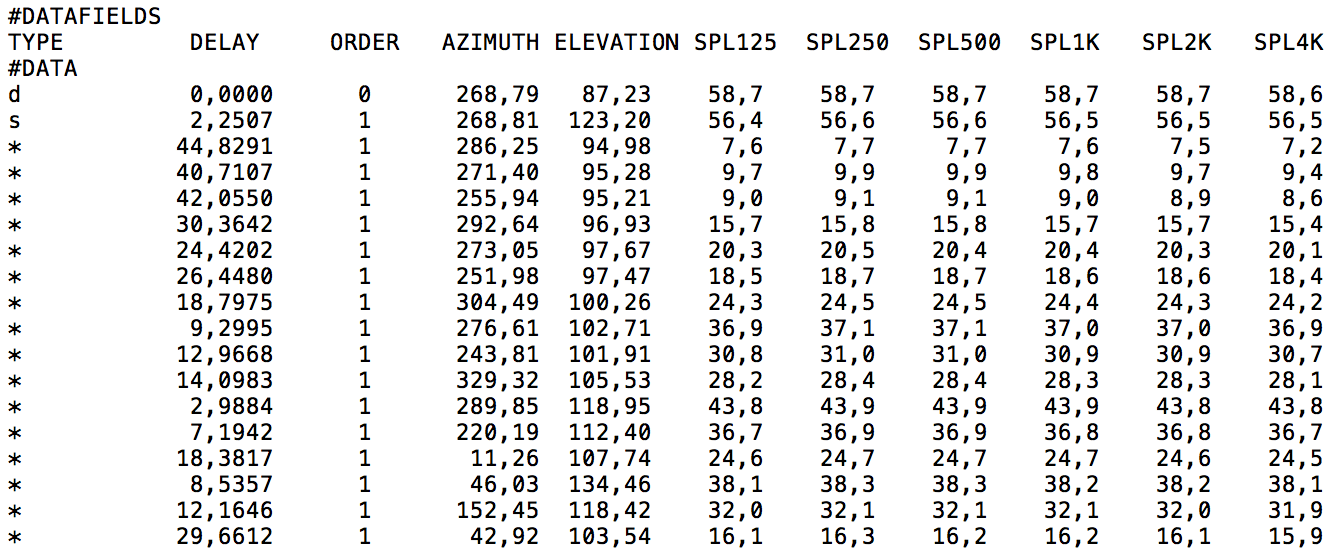 #DATAFIELDS
TYPE DELAY ORDER AZIMUTH ELEVATION SPL125 SPL250 SPL500 SPL1K SPL2K SPL4K
#DATA
d 0,0000 0 268,79 87,23 58,7 58,7 58,7 58,7 58,7 58,6
s 2,2507 1 268,81 123,20 56,4 56,6 56,6 56,5 56,5 56,5
* 44,8291 1 286,25 94,98 7,6 7,7 7,7 7,6 7,5 7,2
* 40,7107 1 271,40 95,28 9,7 9,9 9,9 9,8 9,7 9,4
* 42,0550 1 255,94 95,21 9,0 9,1 9,1 9,0 8,9 8,6
* 30,3642 1 292,64 96,93 15,7 15,8 15,8 15,7 15,7 15,4
* 24,4202 1 273,05 97,67 20,3 20,5 20,4 20,4 20,3 20,1
* 26,4480 1 251,98 97,47 18,5 18,7 18,7 18,6 18,6 18,4
* 18,7975 1 304,49 100,26 24,3 24,5 24,5 24,4 24,3 24,2
* 9,2995 1 276,61 102,71 36,9 37,1 37,1 37,0 37,0 36,9
* 12,9668 1 243,81 101,91 30,8 31,0 31,0 30,9 30,9 30,7
* 14,0983 1 329,32 105,53 28,2 28,4 28,4 28,3 28,3 28,1
* 2,9884 1 289,85 118,95 43,8 43,9 43,9 43,9 43,8 43,8
* 7,1942 1 220,19 112,40 36,7 36,9 36,9 36,8 36,8 36,7
* 18,3817 1 11,26 107,74 24,6 24,7 24,7 24,7 24,6 24,5
* 8,5357 1 46,03 134,46 38,1 38,3 38,3 38,2 38,2 38,1
* 12,1646 1 152,45 118,42 32,0 32,1 32,1 32,1 32,0 31,9
* 29,6612 1 42,92 103,54 16,1 16,3 16,2 16,2 16,1 15,9